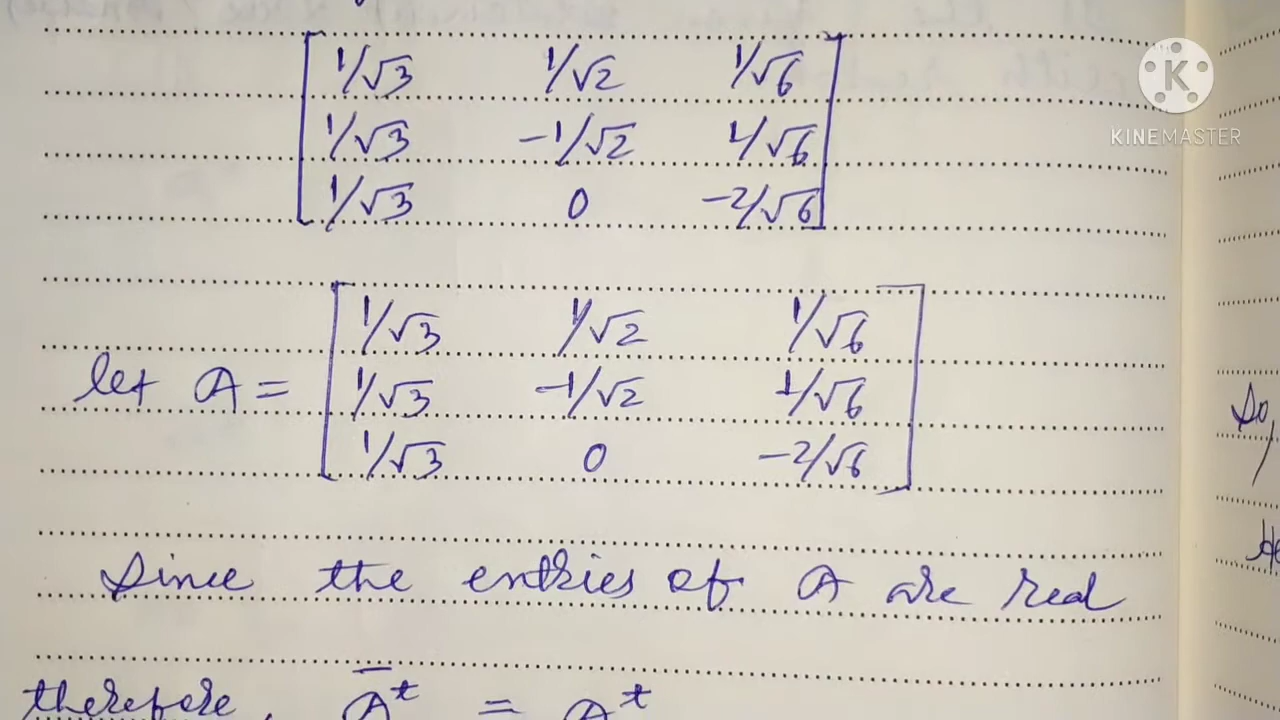 1/√3 1/√2 1/√6
1/√3 -1/√2 1/√6
1/√3 0 -2/√6
KINEMASTER
let A = 
1/√3 1/√2 1/√6
1/√3 -1/√2 1/√6
1/√3 0 -2/√6
Since the entries of A are real
therefore, A̅ᵗ = Aᵗ
So,